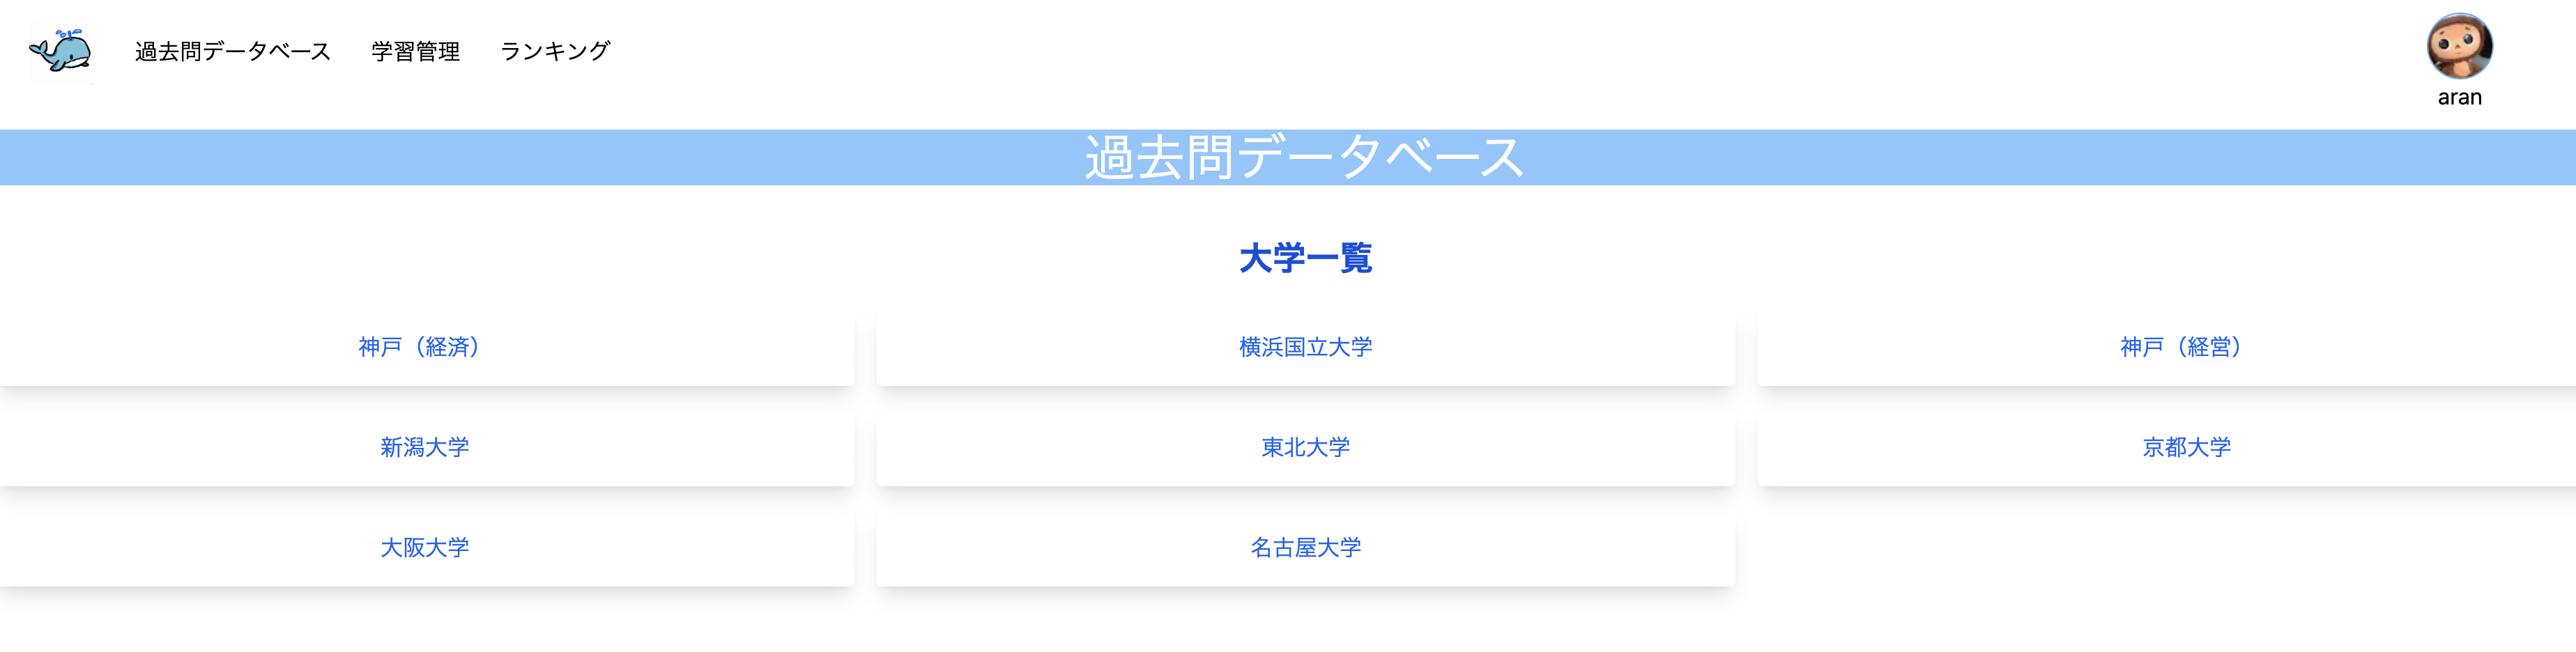 過去問データベース 学習管理 ランキング
aran
過去問データベース
大学一覧
神戸（経済） 横浜国立大学 神戸（経営）
新潟大学 東北大学 京都大学
大阪大学 名古屋大学